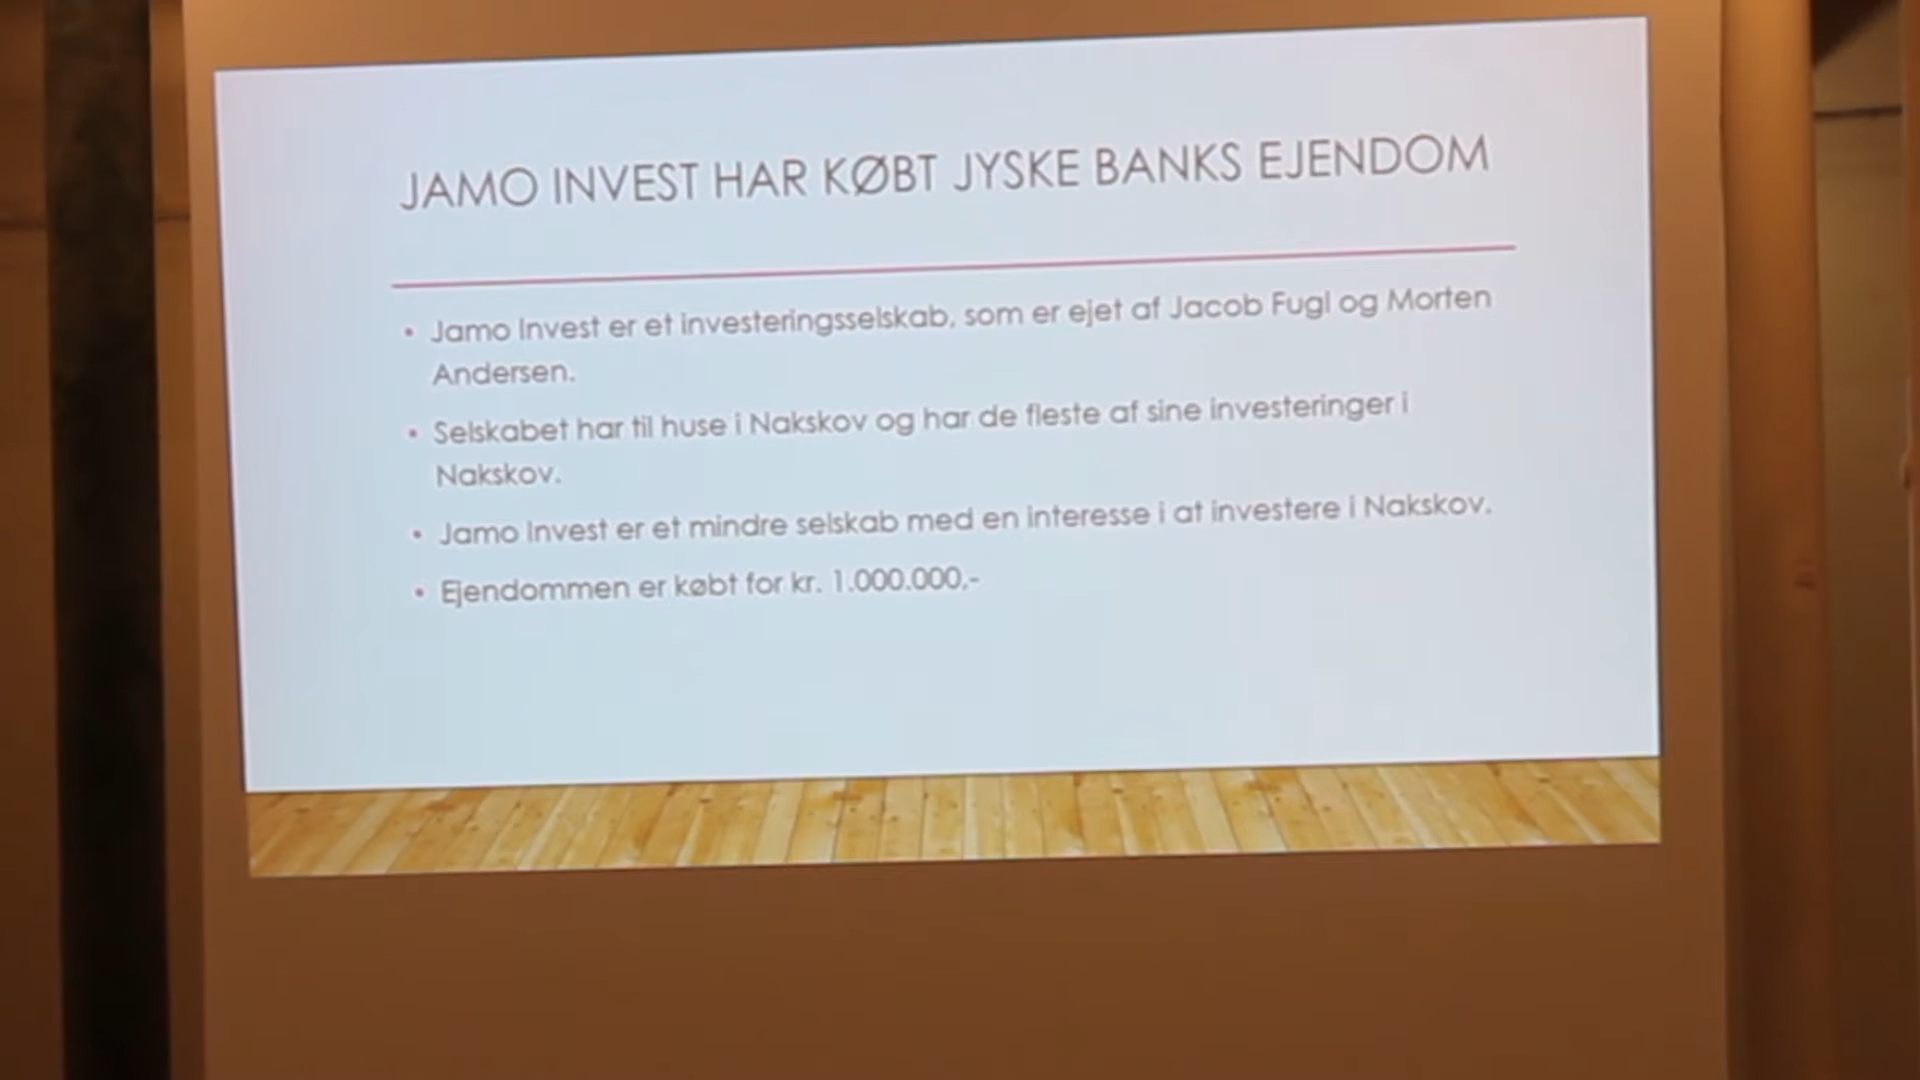 JAMO INVEST HAR KØBT JYSKE BANKS EJENDOM
• Jamo Invest er et investeringsselskab, som er ejet af Jacob Fugl og Morten
Andersen.
• Selskabet har til huse i Nakskov og har de fleste af sine investeringer i
Nakskov.
• Jamo Invest er et mindre selskab med en interesse i at investere i Nakskov.
• Ejendommen er købt for kr. 1.000.000,-